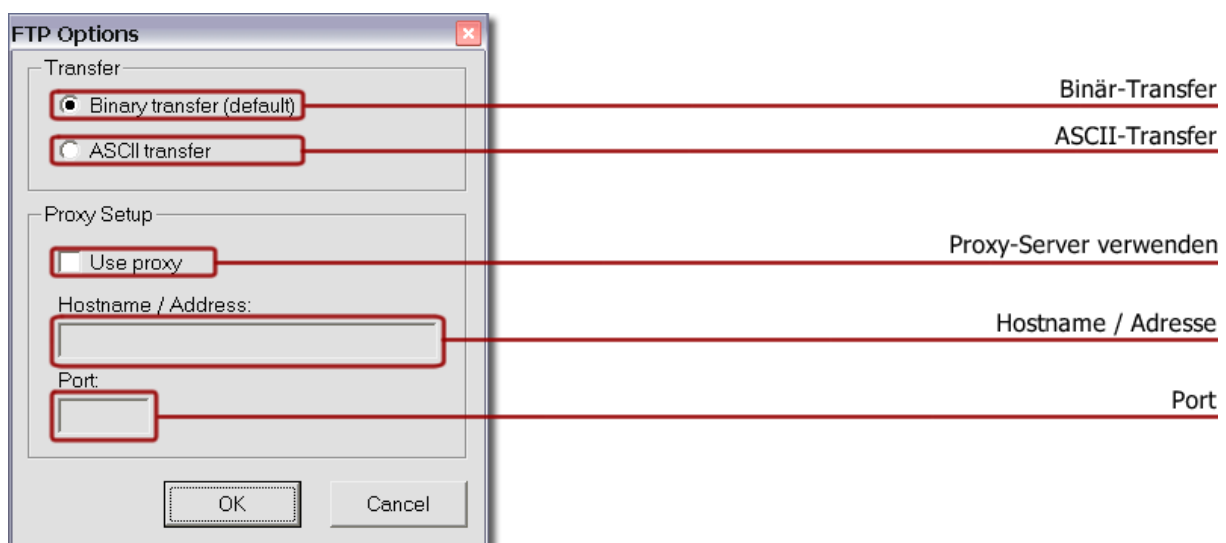 FTP Options
Transfer
Binary transfer (default)
Binär-Transfer
ASCII transfer
ASCII-Transfer
Proxy Setup
Use proxy
Proxy-Server verwenden
Hostname / Address:
Hostname / Adresse
Port:
Port
OK
Cancel